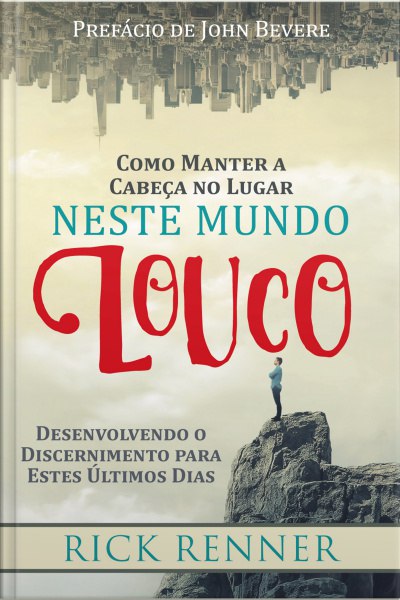 Prefácio de John Bevere
Como Manter a
Cabeça no Lugar
Neste Mundo
Louco
Desenvolvendo o
Discernimento para
Estes Últimos Dias
Rick Renner